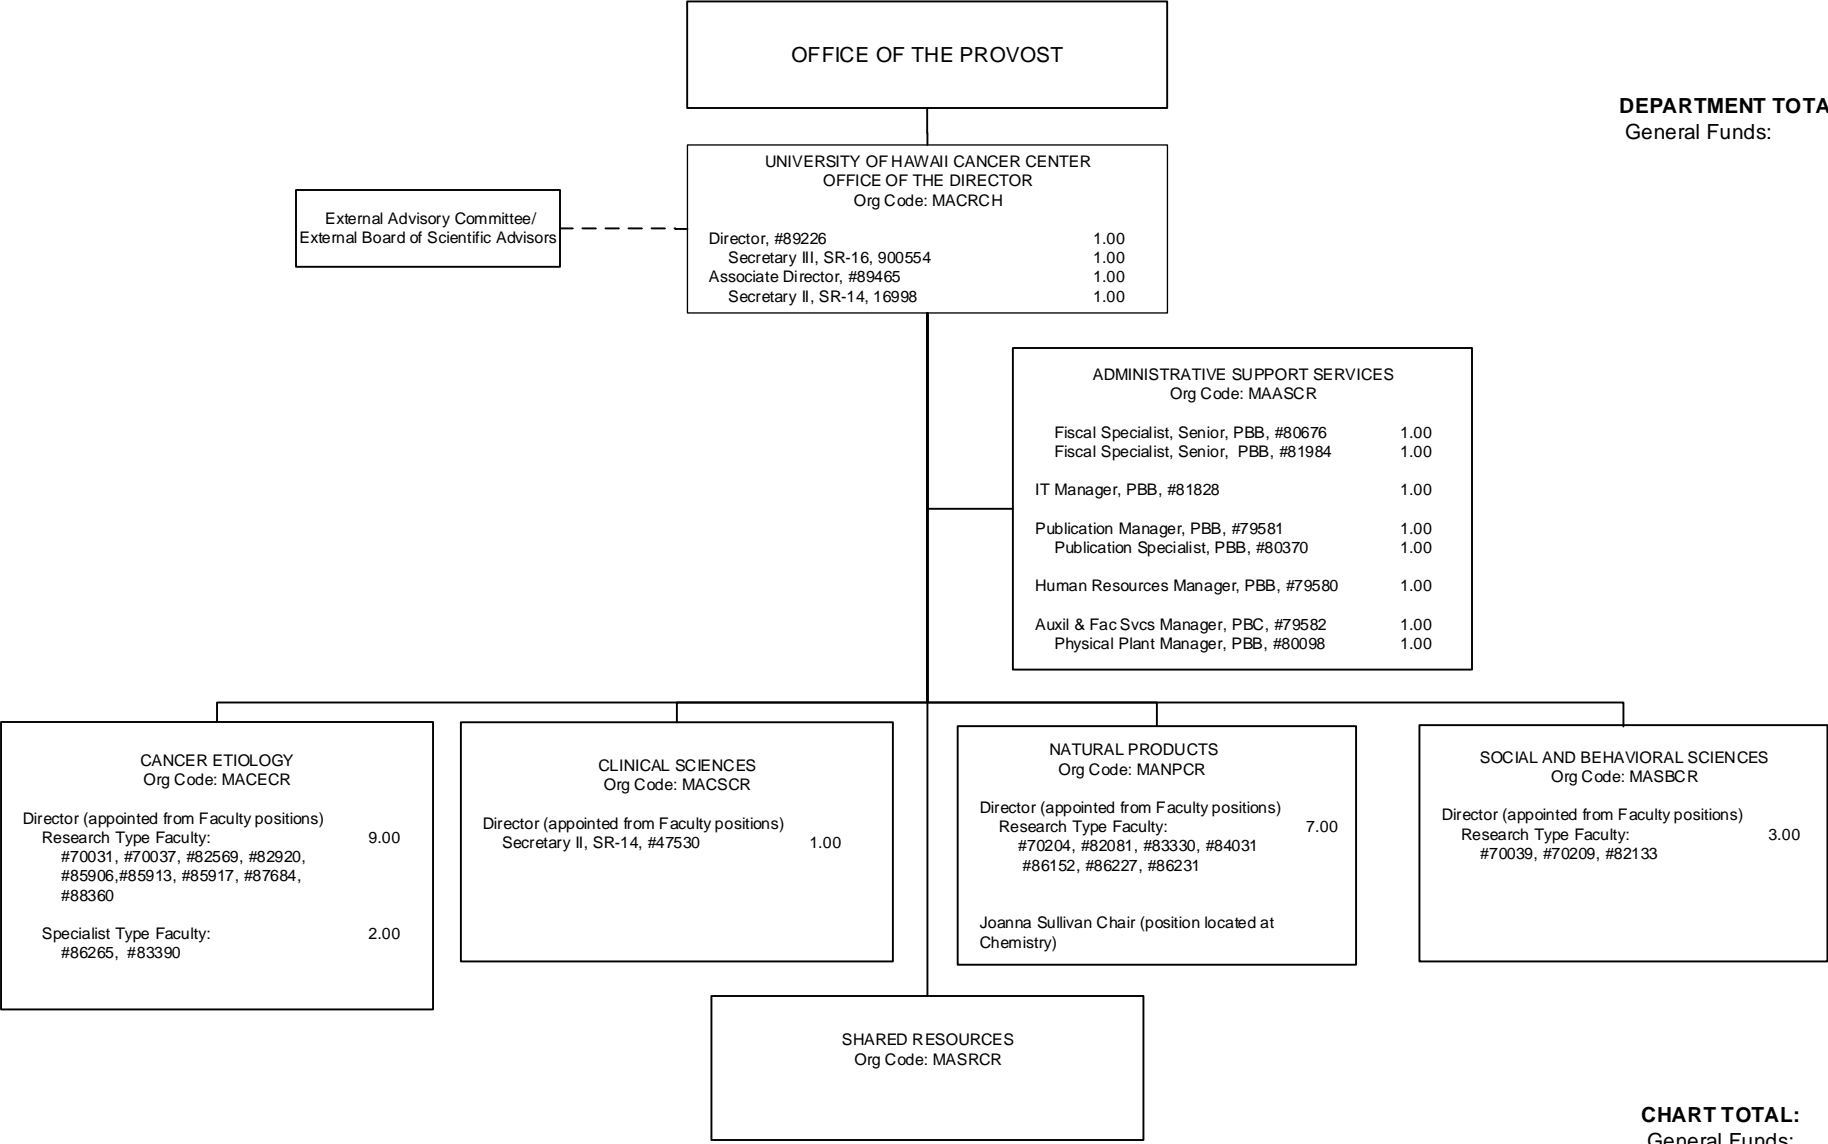 OFFICE OF THE PROVOST
DEPARTMENT TOTA
General Funds:
UNIVERSITY OF HAWAII CANCER CENTER
OFFICE OF THE DIRECTOR
Org Code: MACRCH
Director, #89226 1.00
Secretary III, SR-16, 900554 1.00
Associate Director, #89465 1.00
Secretary II, SR-14, 16998 1.00
External Advisory Committee/
External Board of Scientific Advisors
ADMINISTRATIVE SUPPORT SERVICES
Org Code: MAASCR
Fiscal Specialist, Senior, PBB, #80676 1.00
Fiscal Specialist, Senior, PBB, #81984 1.00
IT Manager, PBB, #81828 1.00
Publication Manager, PBB, #79581 1.00
Publication Specialist, PBB, #80370 1.00
Human Resources Manager, PBB, #79580 1.00
Auxil & Fac Svcs Manager, PBC, #79582 1.00
Physical Plant Manager, PBB, #80098 1.00
CANCER ETIOLOGY
Org Code: MACECR
Director (appointed from Faculty positions)
Research Type Faculty: 9.00
#70031, #70037, #82569, #82920,
#85906,#85913, #85917, #87684,
#88360
Specialist Type Faculty: 2.00
#86265, #83390
CLINICAL SCIENCES
Org Code: MACSCR
Director (appointed from Faculty positions)
Secretary II, SR-14, #47530 1.00
NATURAL PRODUCTS
Org Code: MANPCR
Director (appointed from Faculty positions)
Research Type Faculty: 7.00
#70204, #82081, #83330, #84031
#86152, #86227, #86231
Joanna Sullivan Chair (position located at
Chemistry)
SOCIAL AND BEHAVIORAL SCIENCES
Org Code: MASBCR
Director (appointed from Faculty positions)
Research Type Faculty: 3.00
#70039, #70209, #82133
SHARED RESOURCES
Org Code: MASRCR
CHART TOTAL:
General Funds: